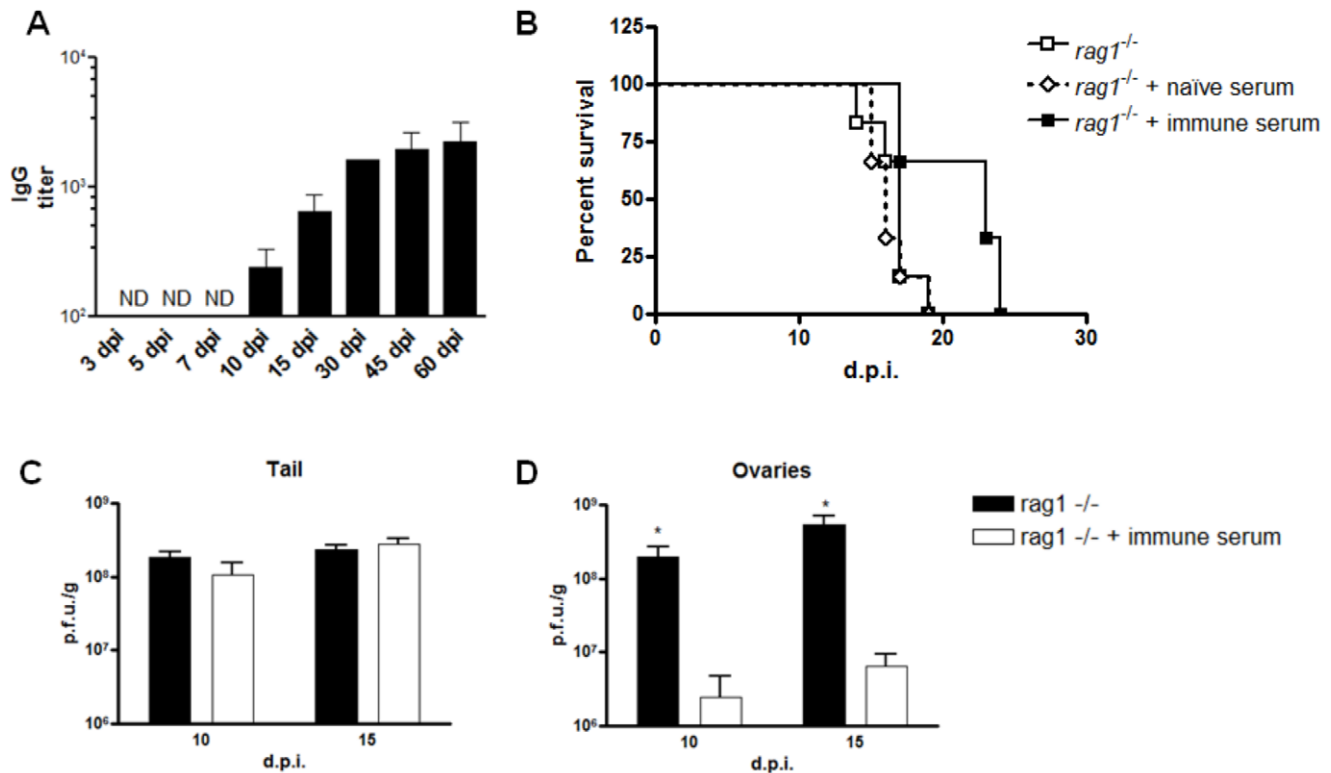 A
10⁴
10³
10²
IgG
titer
ND ND ND
3 dpi 5 dpi 7 dpi 10 dpi 15 dpi 30 dpi 45 dpi 60 dpi
B
125
100
75
50
25
0
Percent survival
0 10 20 30
d.p.i.
rag1⁻/⁻
rag1⁻/⁻ + naïve serum
rag1⁻/⁻ + immune serum
C
Tail
10⁹
10⁸
10⁷
10⁶
p.f.u./g
10 15
d.p.i.
D
Ovaries
10⁹
10⁸
10⁷
10⁶
p.f.u./g
* *
10 15
d.p.i.
rag1 -/-
rag1 -/- + immune serum